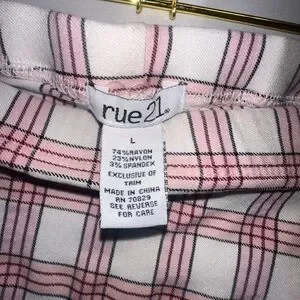 rue21®
L
74%RAYON
23%NYLON
3% SPANDEX
EXCLUSIVE OF
TRIM
MADE IN CHINA
RN 70829
SEE REVERSE
FOR CARE